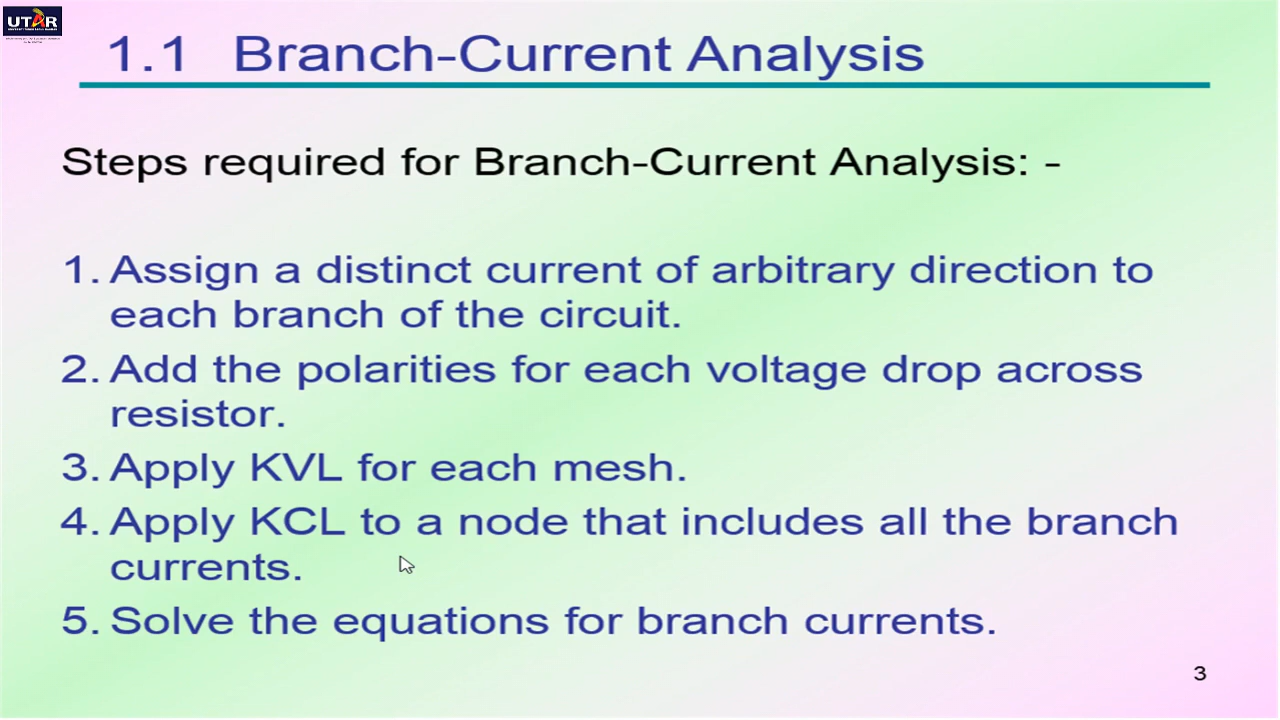 UTAR
1.1 Branch-Current Analysis
Steps required for Branch-Current Analysis: -
1. Assign a distinct current of arbitrary direction to
each branch of the circuit.
2. Add the polarities for each voltage drop across
resistor.
3. Apply KVL for each mesh.
4. Apply KCL to a node that includes all the branch
currents.
5. Solve the equations for branch currents.
3